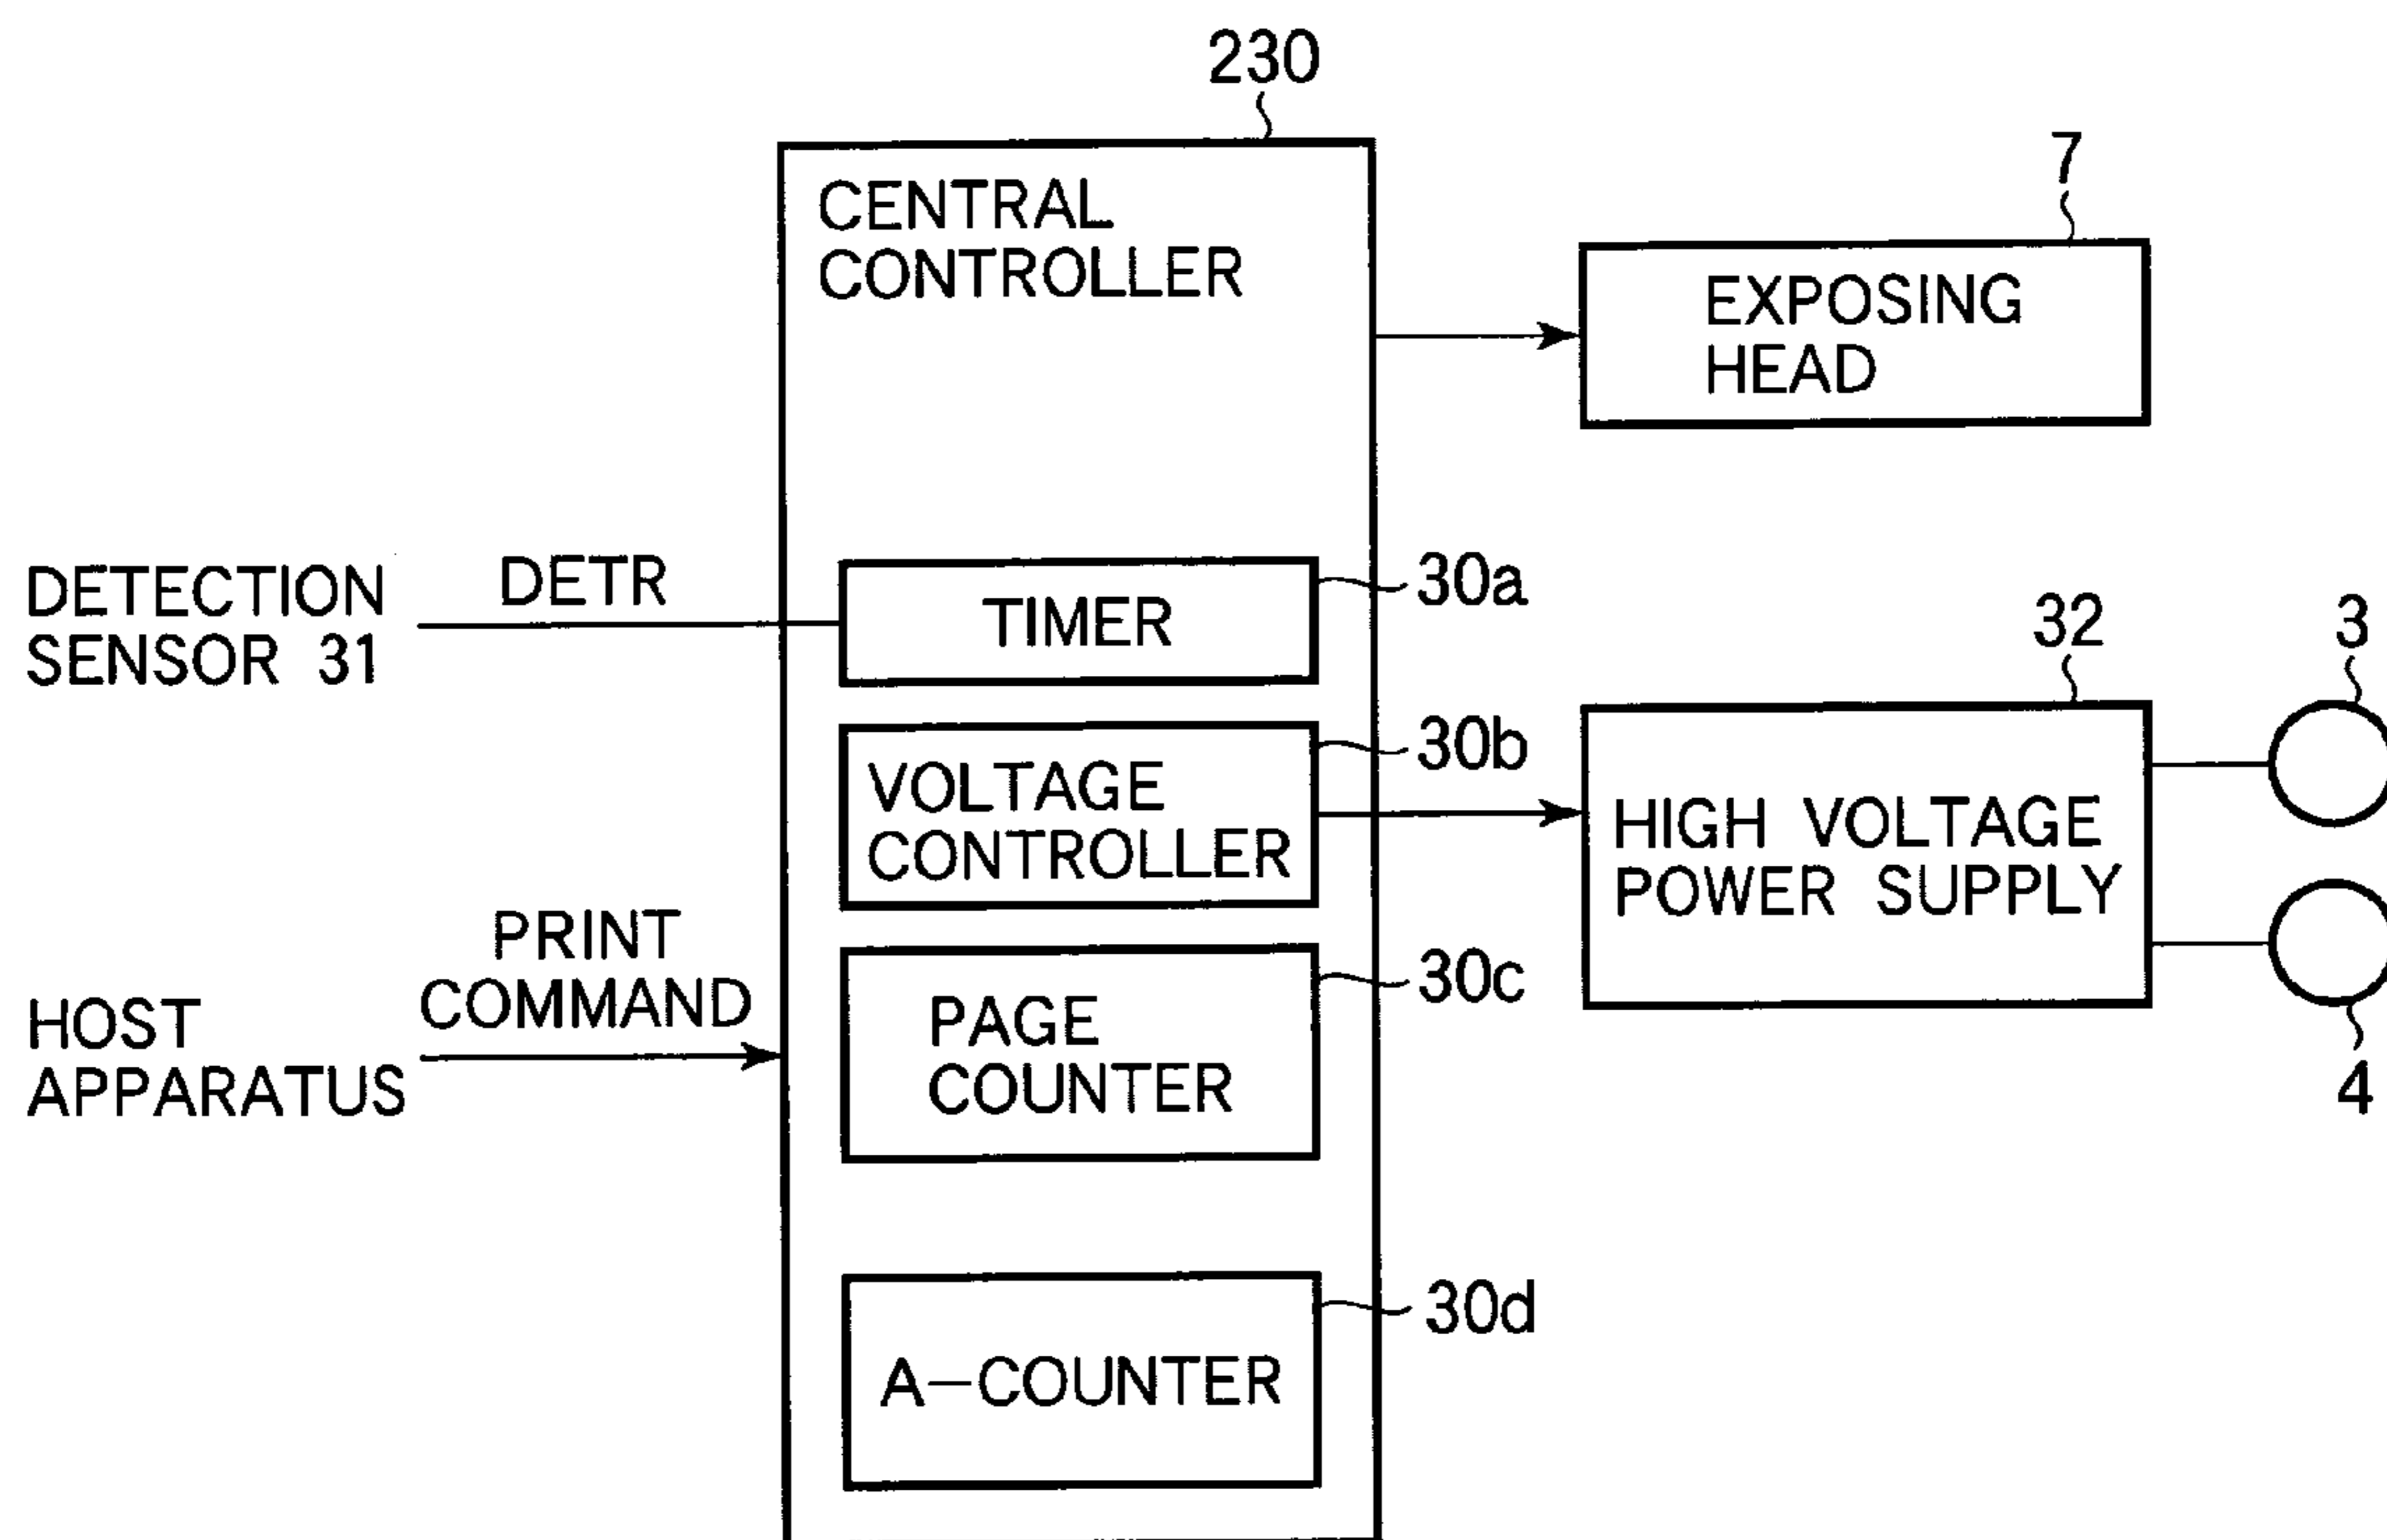 230
CENTRAL
CONTROLLER
7
EXPOSING
HEAD
DETECTION
SENSOR 31
DETR
TIMER
30a
32
3
VOLTAGE
CONTROLLER
30b
HIGH VOLTAGE
POWER SUPPLY
4
HOST
APPARATUS
PRINT
COMMAND
PAGE
COUNTER
30c
A-COUNTER
30d